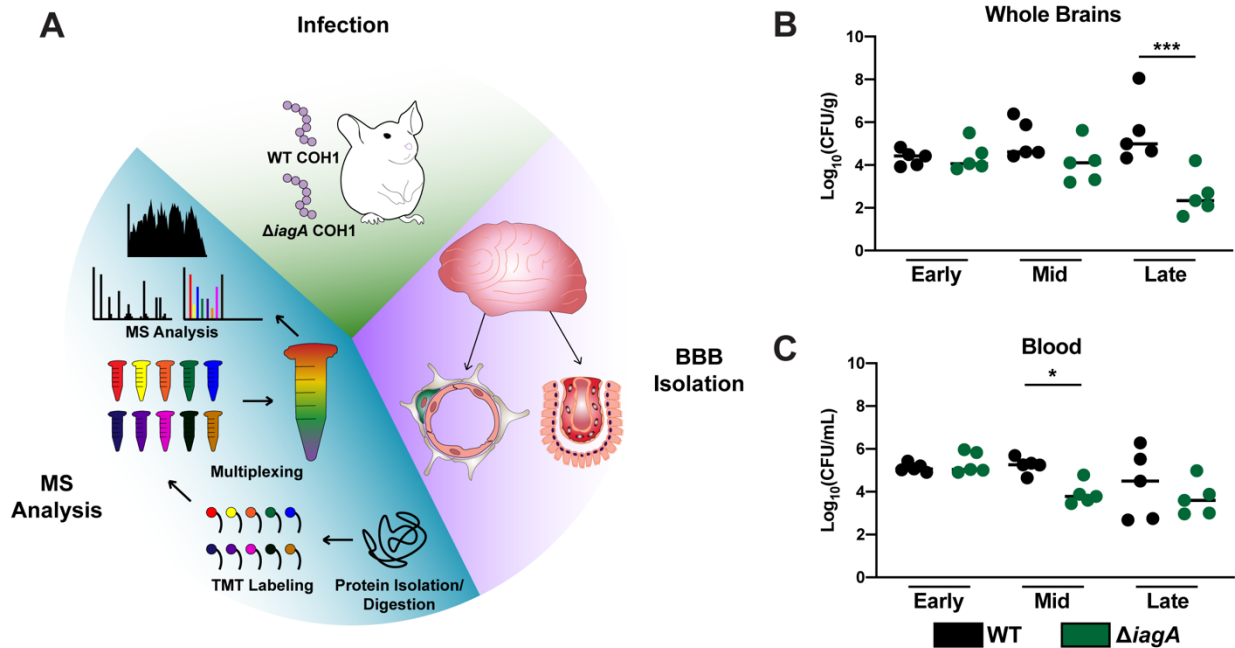 A
Infection
WT COH1
ΔiagA COH1
BBB
Isolation
MS Analysis
Multiplexing
MS
Analysis
TMT Labeling
Protein Isolation/
Digestion
B
Whole Brains
Log10(CFU/g)
10
8
6
4
2
0
***
Early
Mid
Late
C
Blood
Log10(CFU/mL)
10
8
6
4
2
0
*
Early
Mid
Late
WT
ΔiagA